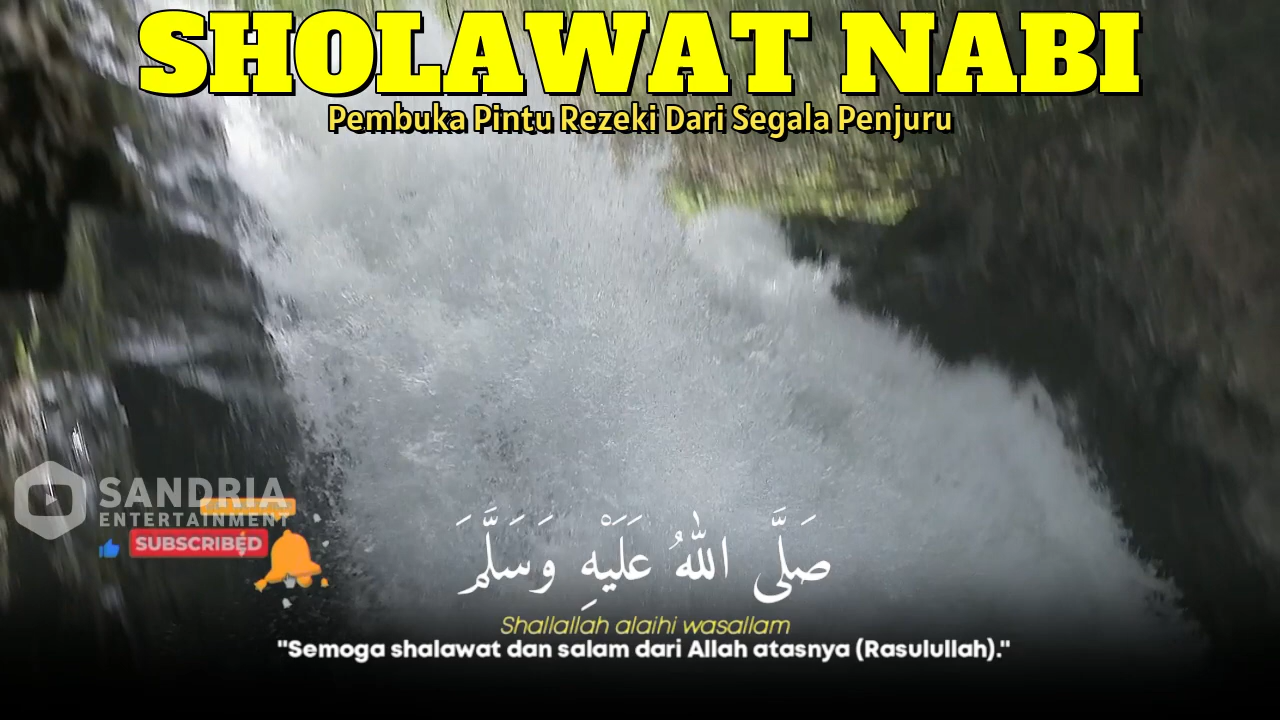 SHOLAWAT NABI
Pembuka Pintu Rezeki Dari Segala Penjuru
SANDRIA
ENTERTAINMENT
SUBSCRIBED
صَلَّى اللهُ عَلَيْهِ وَسَلَّمَ
Shallallah alaihi wasallam
"Semoga shalawat dan salam dari Allah atasnya (Rasulullah)."